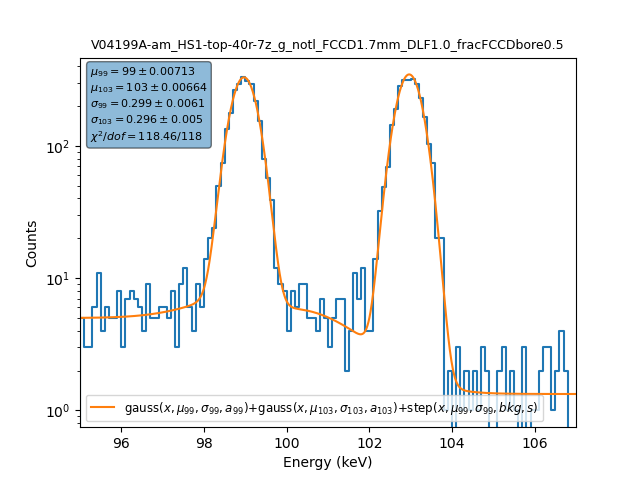 V04199A-am_HS1-top-40r-7z_g_notl_FCCD1.7mm_DLF1.0_fracFCCDbore0.5
μ₉₉ = 99 ± 0.00713
μ₁₀₃ = 103 ± 0.00664
σ₉₉ = 0.299 ± 0.0061
σ₁₀₃ = 0.296 ± 0.005
χ²/dof = 118.46/118
Counts
10²
10¹
10⁰
gauss(x, μ₉₉, σ₉₉, a₉₉)+gauss(x, μ₁₀₃, σ₁₀₃, a₁₀₃)+step(x, μ₉₉, σ₉₉, bkg, s)
96 98 100 102 104 106
Energy (keV)